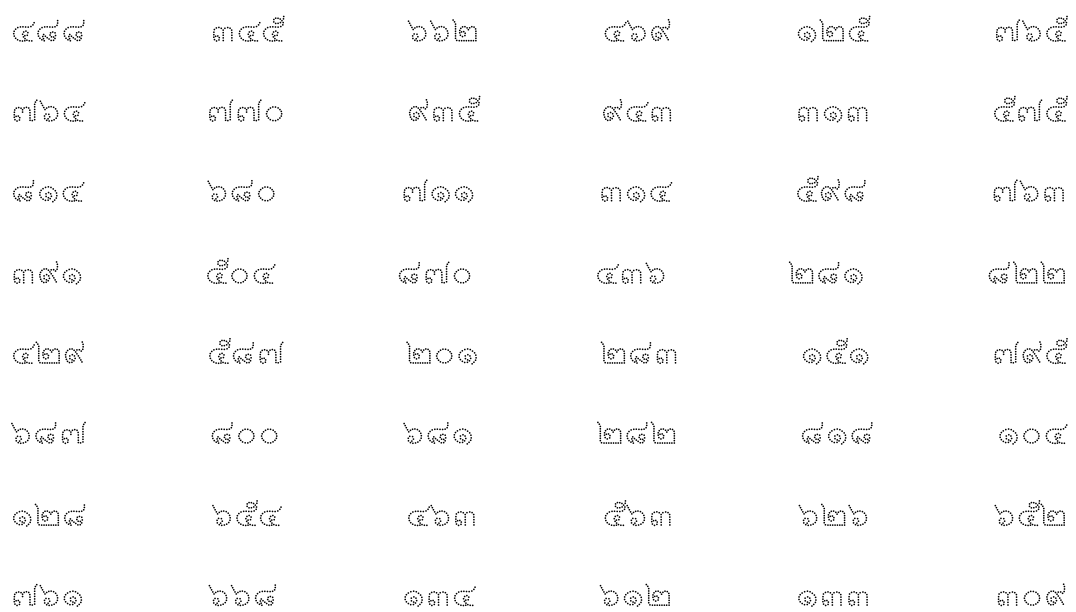 ๔๘๘ ๓๔๕ ๖๖๒ ๔๖๙ ๑๒๕ ๗๖๕
๗๖๔ ๗๗๐ ๙๓๕ ๙๔๓ ๓๑๓ ๕๗๕
๘๑๔ ๖๘๐ ๗๑๑ ๓๑๔ ๕๙๘ ๗๖๓
๓๙๑ ๕๐๔ ๘๗๐ ๔๓๖ ๒๘๑ ๘๒๒
๔๒๙ ๕๘๗ ๒๐๑ ๒๘๓ ๑๕๑ ๗๙๕
๖๘๗ ๘๐๐ ๖๘๑ ๒๘๒ ๘๑๘ ๑๐๔
๑๒๘ ๖๕๔ ๔๖๓ ๕๖๓ ๖๒๖ ๖๕๒
๗๖๑ ๖๖๘ ๑๓๔ ๖๑๒ ๑๓๓ ๓๐๙